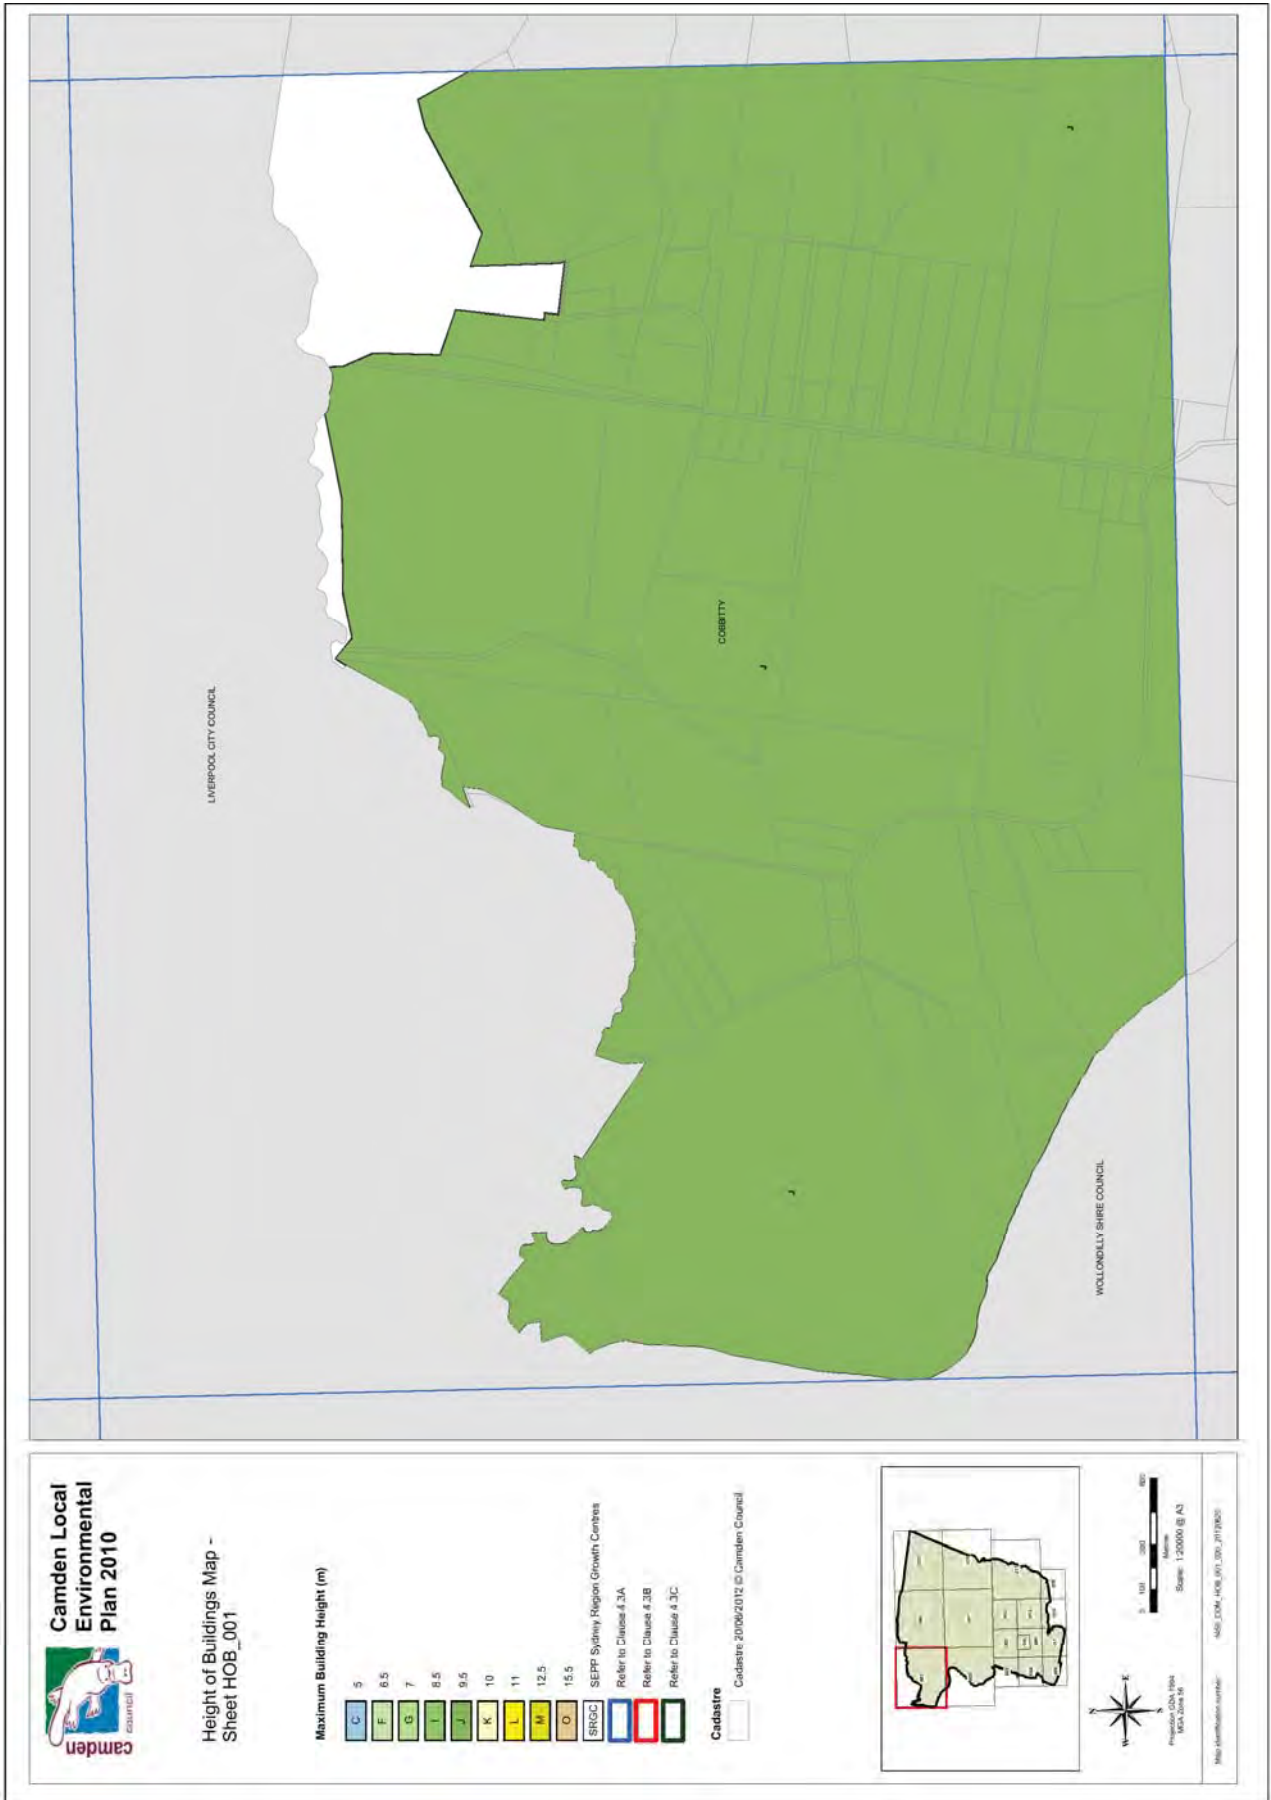 camden
council
Camden Local
Environmental
Plan 2010
Height of Buildings Map -
Sheet HOB_001
Maximum Building Height (m)
C 5
F 6.5
G 7
I 8.5
J 9.5
K 10
L 11
M 12.5
O 15.5
SRGC SEPP Sydney Region Growth Centres
Refer to Clause 4.3A
Refer to Clause 4.3B
Refer to Clause 4.3C
Cadastre
Cadastre 20/06/2012 © Camden Council
N
W E
S
Projection GDA 1994
MGA Zone 56
Metres
Scale: 1:20000 @ A3
Map identification number:
LIVERPOOL CITY COUNCIL
COBBITTY
J
J
J
WOLLONDILLY SHIRE COUNCIL